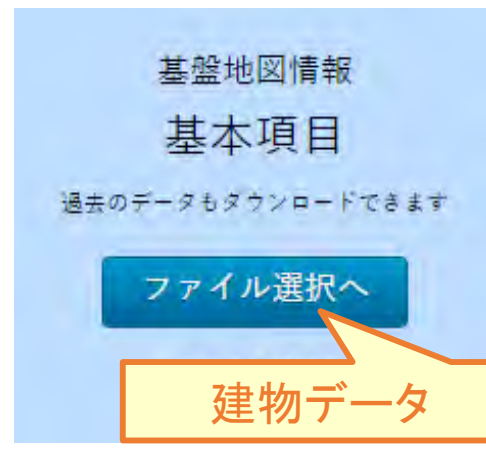 基盤地図情報
基本項目
過去のデータもダウンロードできます
ファイル選択へ
建物データ